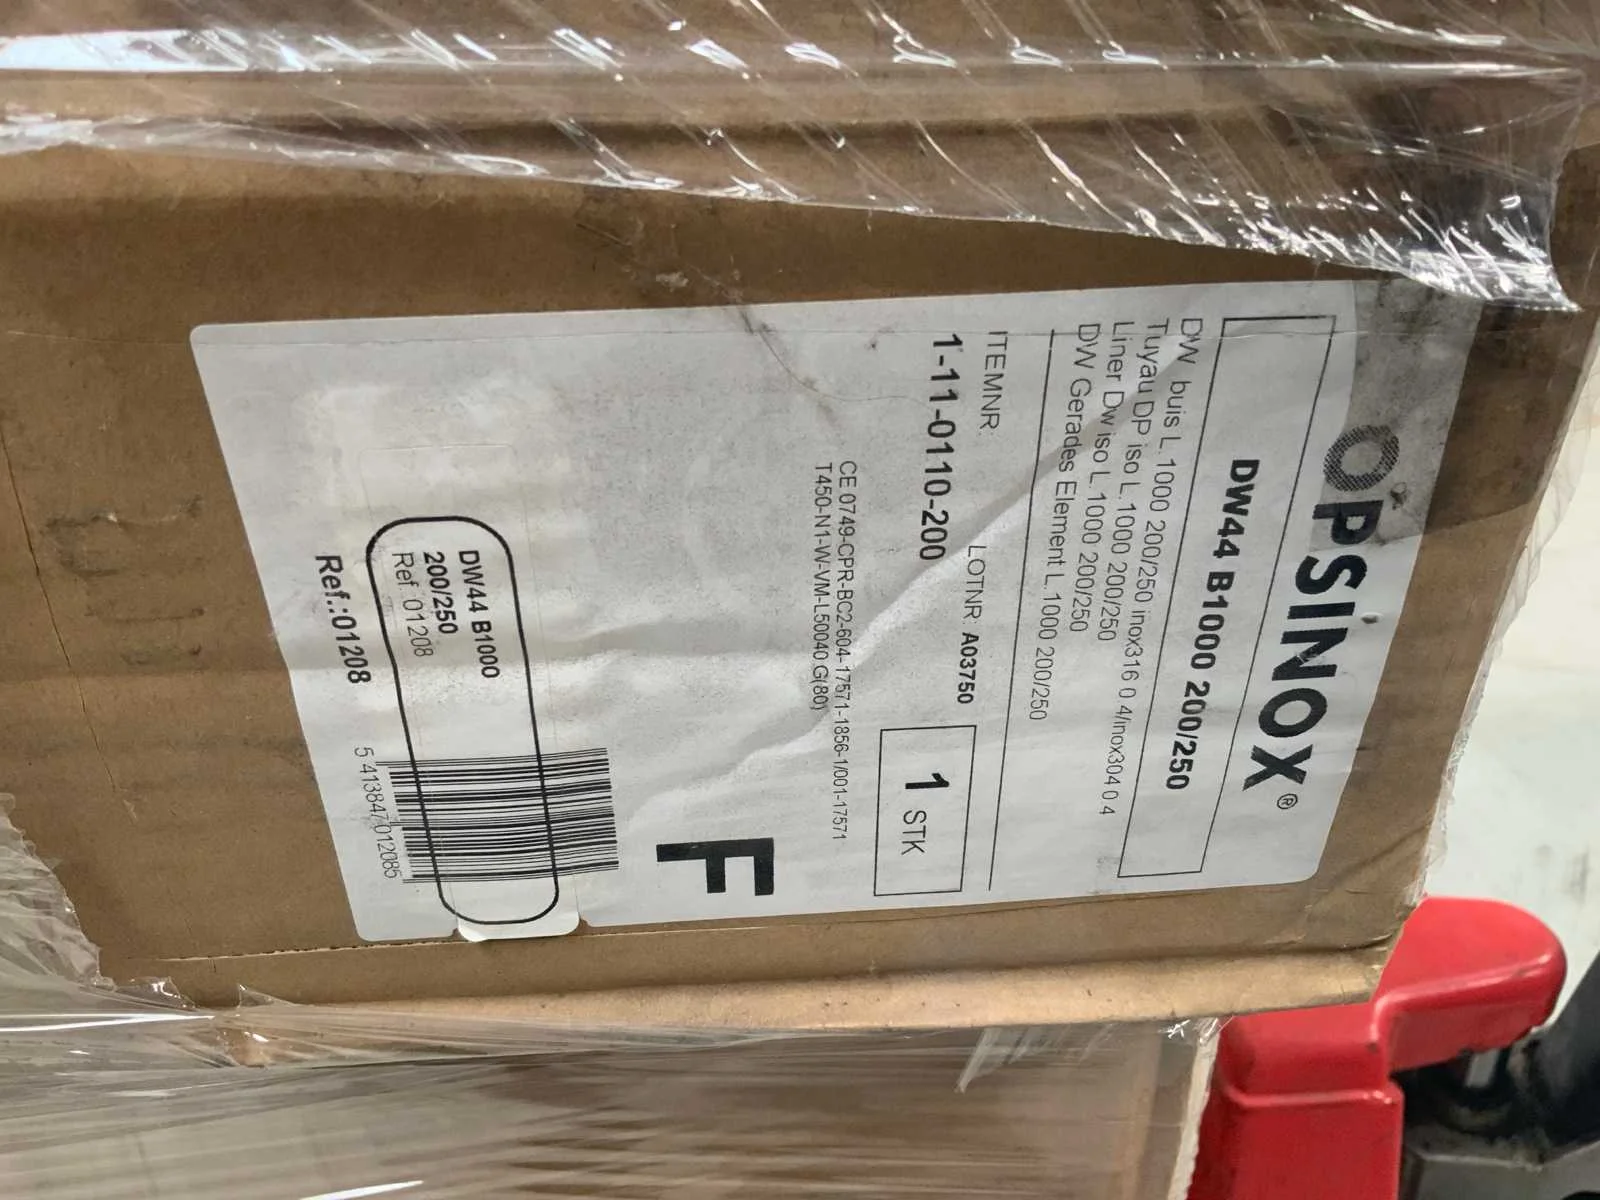 OPSINOX®
DW44 B1000 200/250
DW buis L. 1000 200/250 inox316 0.4/inox304 0.4
Tuyau DP iso L. 1000 200/250
Liner Dw iso L. 1000 200/250
DW Gerades Element L. 1000 200/250
ITEMNR. LOTNR. A03750
1-11-0110-200
1 STK
CE 0749-CPR-BC2-604-17571-1856-1/001-17571
T450-N1-W-VM-L50040 G(80)
F
DW44 B1000
200/250
Ref. 01208
Ref.:01208
5 413847 012085